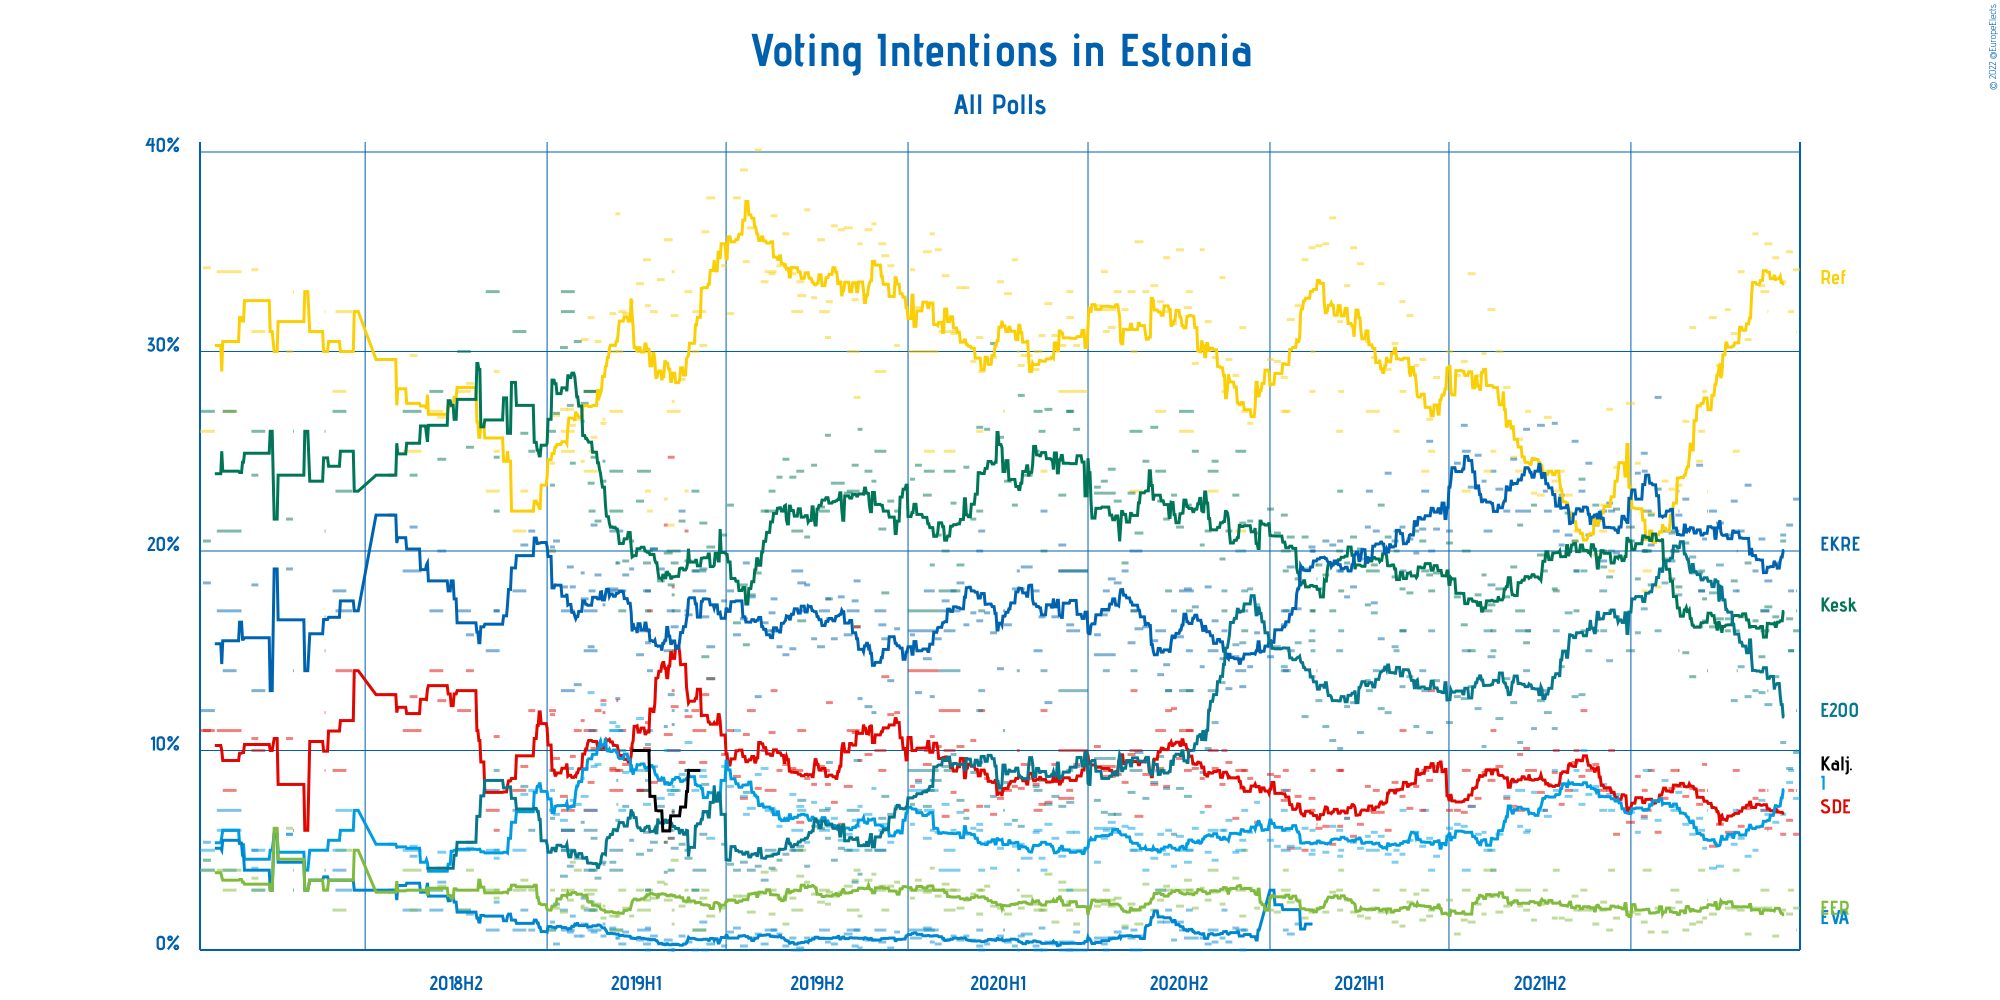 Voting Intentions in Estonia
© 2022 @EuropeElects
All Polls
40%
30%
20%
10%
0%
Ref
EKRE
Kesk
E200
Kalj.
I
SDE
EER
EVA
2018H2
2019H1
2019H2
2020H1
2020H2
2021H1
2021H2